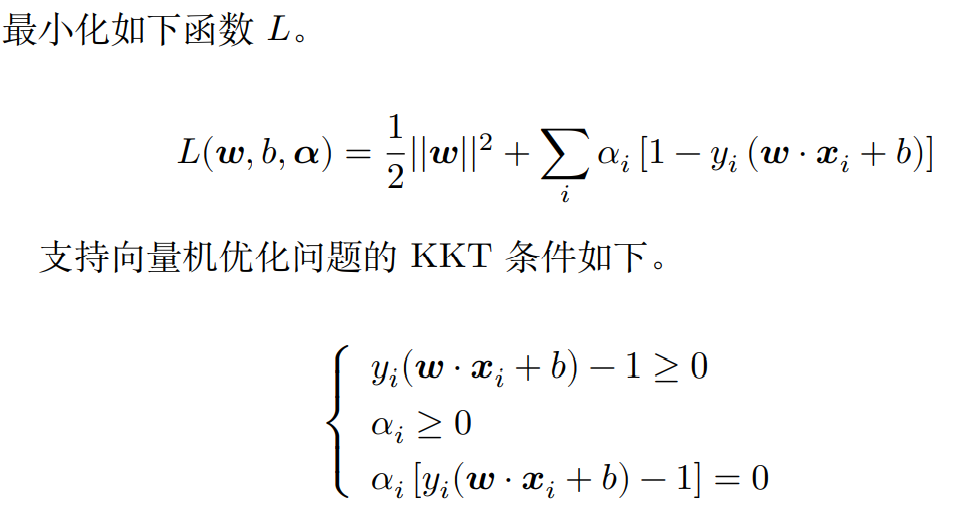 最小化如下函数 L。
L(w, b, α) = 1/2 ||w||² + ∑_i α_i [1 − y_i (w · x_i + b)]
支持向量机优化问题的 KKT 条件如下。
y_i(w · x_i + b) − 1 ≥ 0
α_i ≥ 0
α_i [y_i(w · x_i + b) − 1] = 0